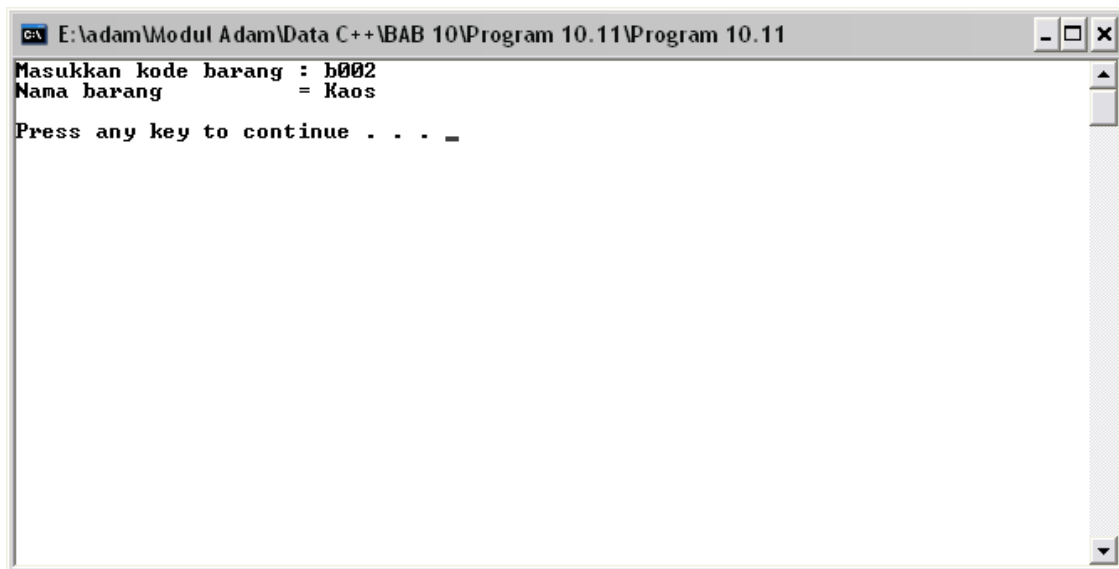 E:\adam\Modul Adam\Data C++\BAB 10\Program 10.11\Program 10.11
Masukkan kode barang : b002
Nama barang = Kaos
Press any key to continue . . . _